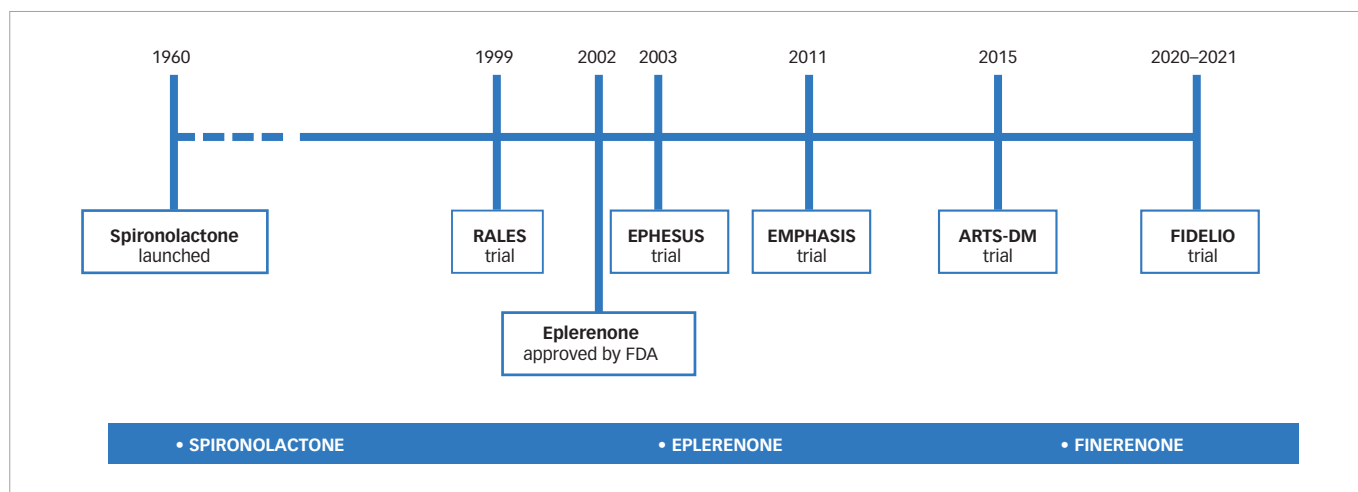 1960
1999
2002
2003
2011
2015
2020–2021
Spironolactone
launched
RALES
trial
EPHESUS
trial
EMPHASIS
trial
ARTS-DM
trial
FIDELIO
trial
Eplerenone
approved by FDA
• SPIRONOLACTONE
• EPLERENONE
• FINERENONE